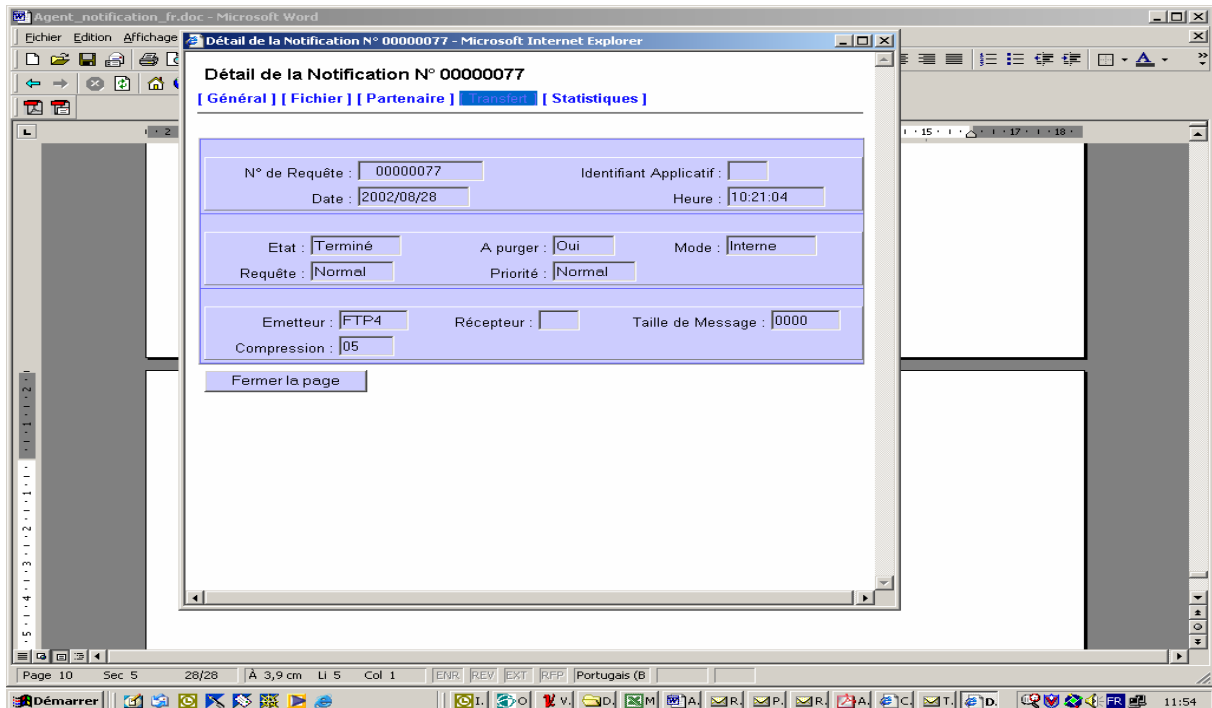 Agent_notification_fr.doc - Microsoft Word
Fichier Edition Affichage
Détail de la Notification N° 00000077 - Microsoft Internet Explorer
Détail de la Notification N° 00000077
[ Général ] [ Fichier ] [ Partenaire ] [ Transfert ] [ Statistiques ]
N° de Requête : 00000077 Identifiant Applicatif :
Date : 2002/08/28 Heure : 10:21:04
Etat : Terminé A purger : Oui Mode : Interne
Requête : Normal Priorité : Normal
Emetteur : FTP4 Récepteur : Taille de Message : 0000
Compression : 05
Fermer la page
Page 10 Sec 5 28/28 À 3,9 cm Li 5 Col 1 ENR REV EXT RFP Portugais (B
Démarrer I. O V. D. M A. R. P. R. A. C. T. D. FR 11:54